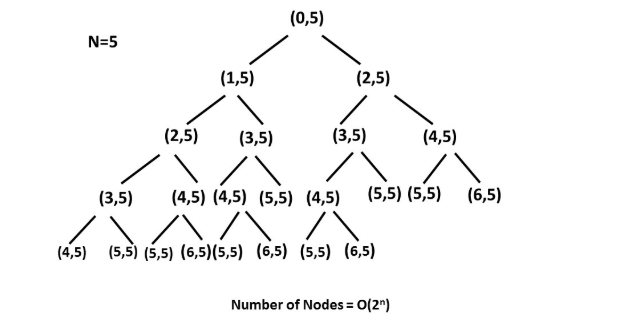 (0,5)
N=5
(1,5) (2,5)
(2,5) (3,5) (3,5) (4,5)
(3,5) (4,5) (4,5) (5,5) (4,5) (5,5) (5,5) (6,5)
(4,5) (5,5) (5,5) (6,5) (5,5) (6,5) (5,5) (6,5)
Number of Nodes = O(2ⁿ)